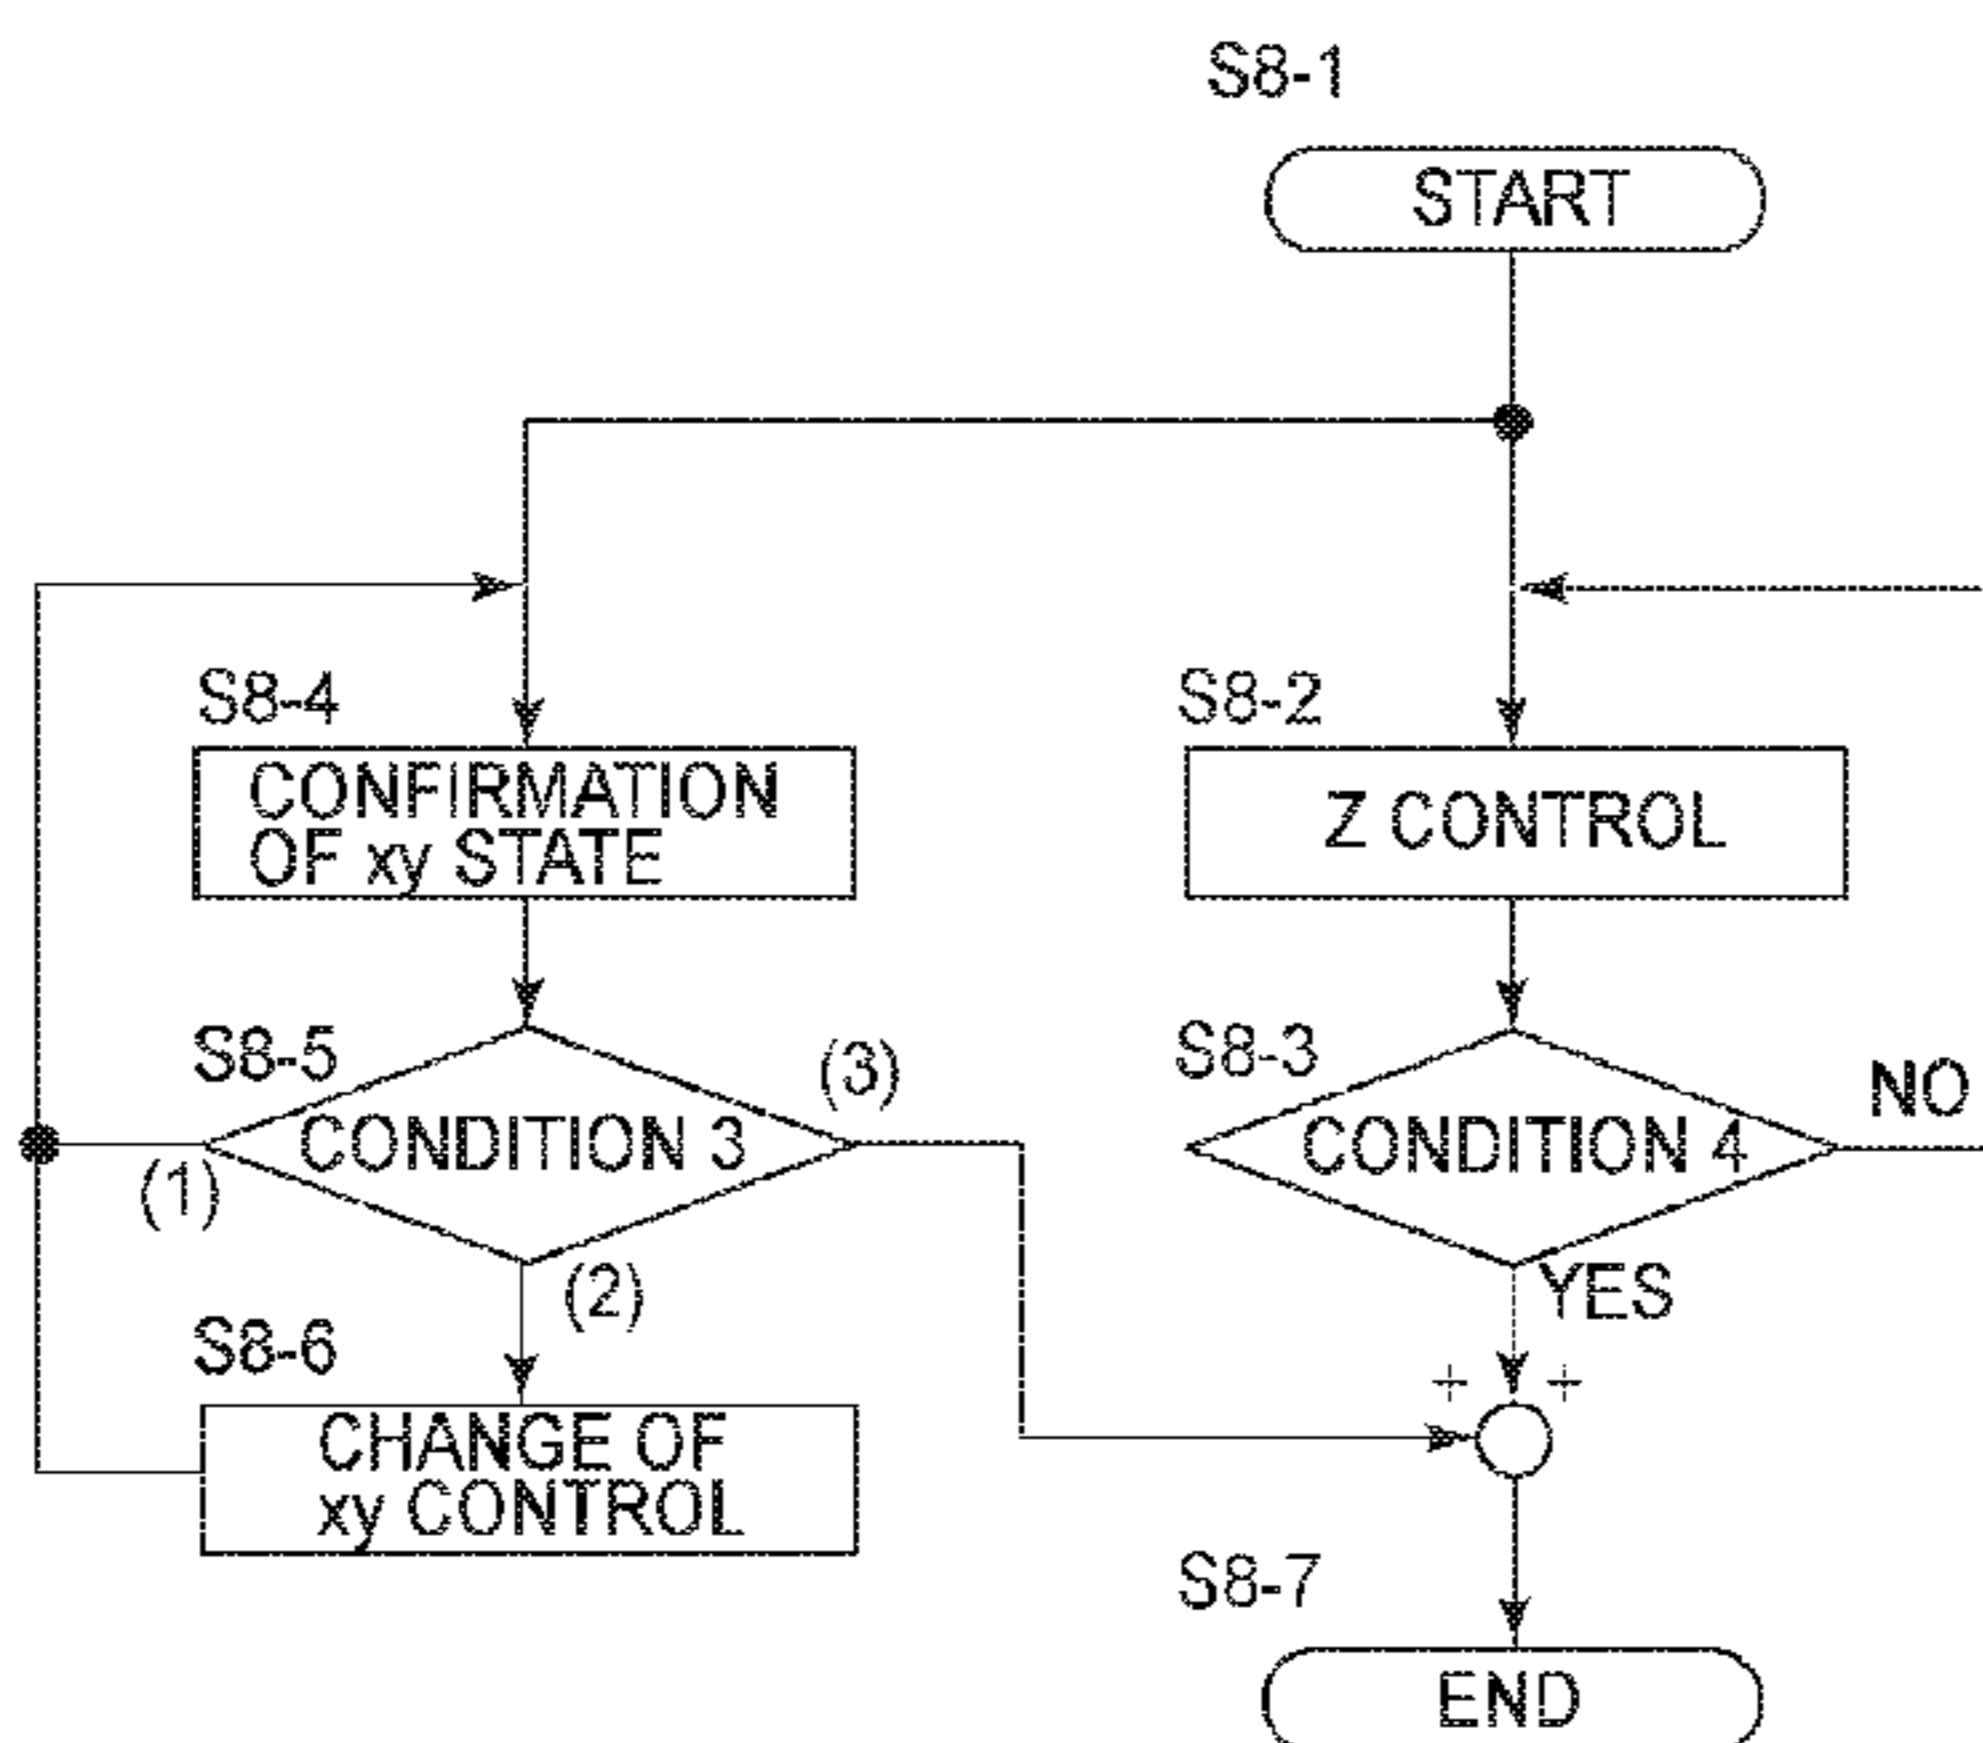 S8-1
START
S8-4
CONFIRMATION
OF xy STATE
S8-2
Z CONTROL
S8-5
CONDITION 3
(1)
(2)
(3)
S8-3
CONDITION 4
NO
YES
S8-6
CHANGE OF
xy CONTROL
+ +
S8-7
END